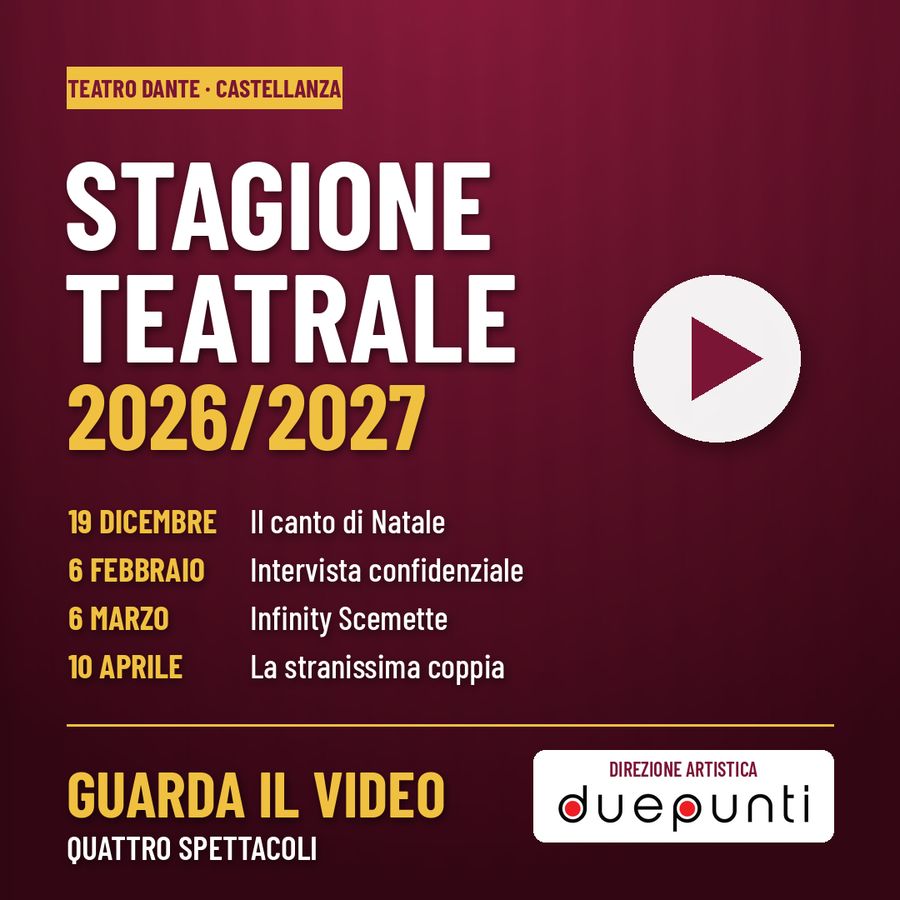 TEATRO DANTE · CASTELLANZA
STAGIONE
TEATRALE
2026/2027
19 DICEMBRE Il canto di Natale
6 FEBBRAIO Intervista confidenziale
6 MARZO Infinity Scemette
10 APRILE La stranissima coppia
GUARDA IL VIDEO
QUATTRO SPETTACOLI
DIREZIONE ARTISTICA
duepunti